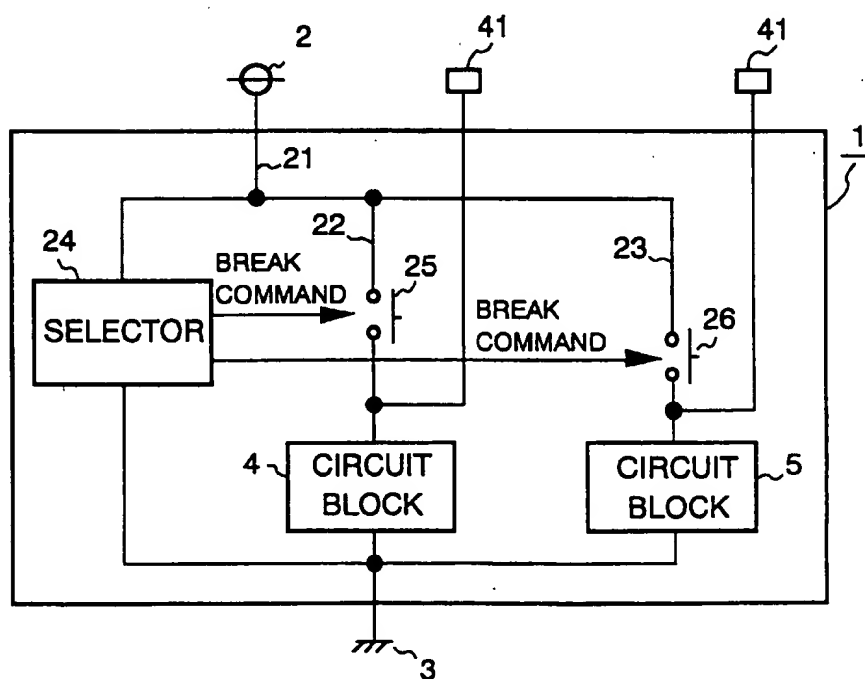 2
41
41
1
21
22
23
24
BREAK
COMMAND
25
SELECTOR
BREAK
COMMAND
26
4
CIRCUIT
BLOCK
CIRCUIT
BLOCK
5
3